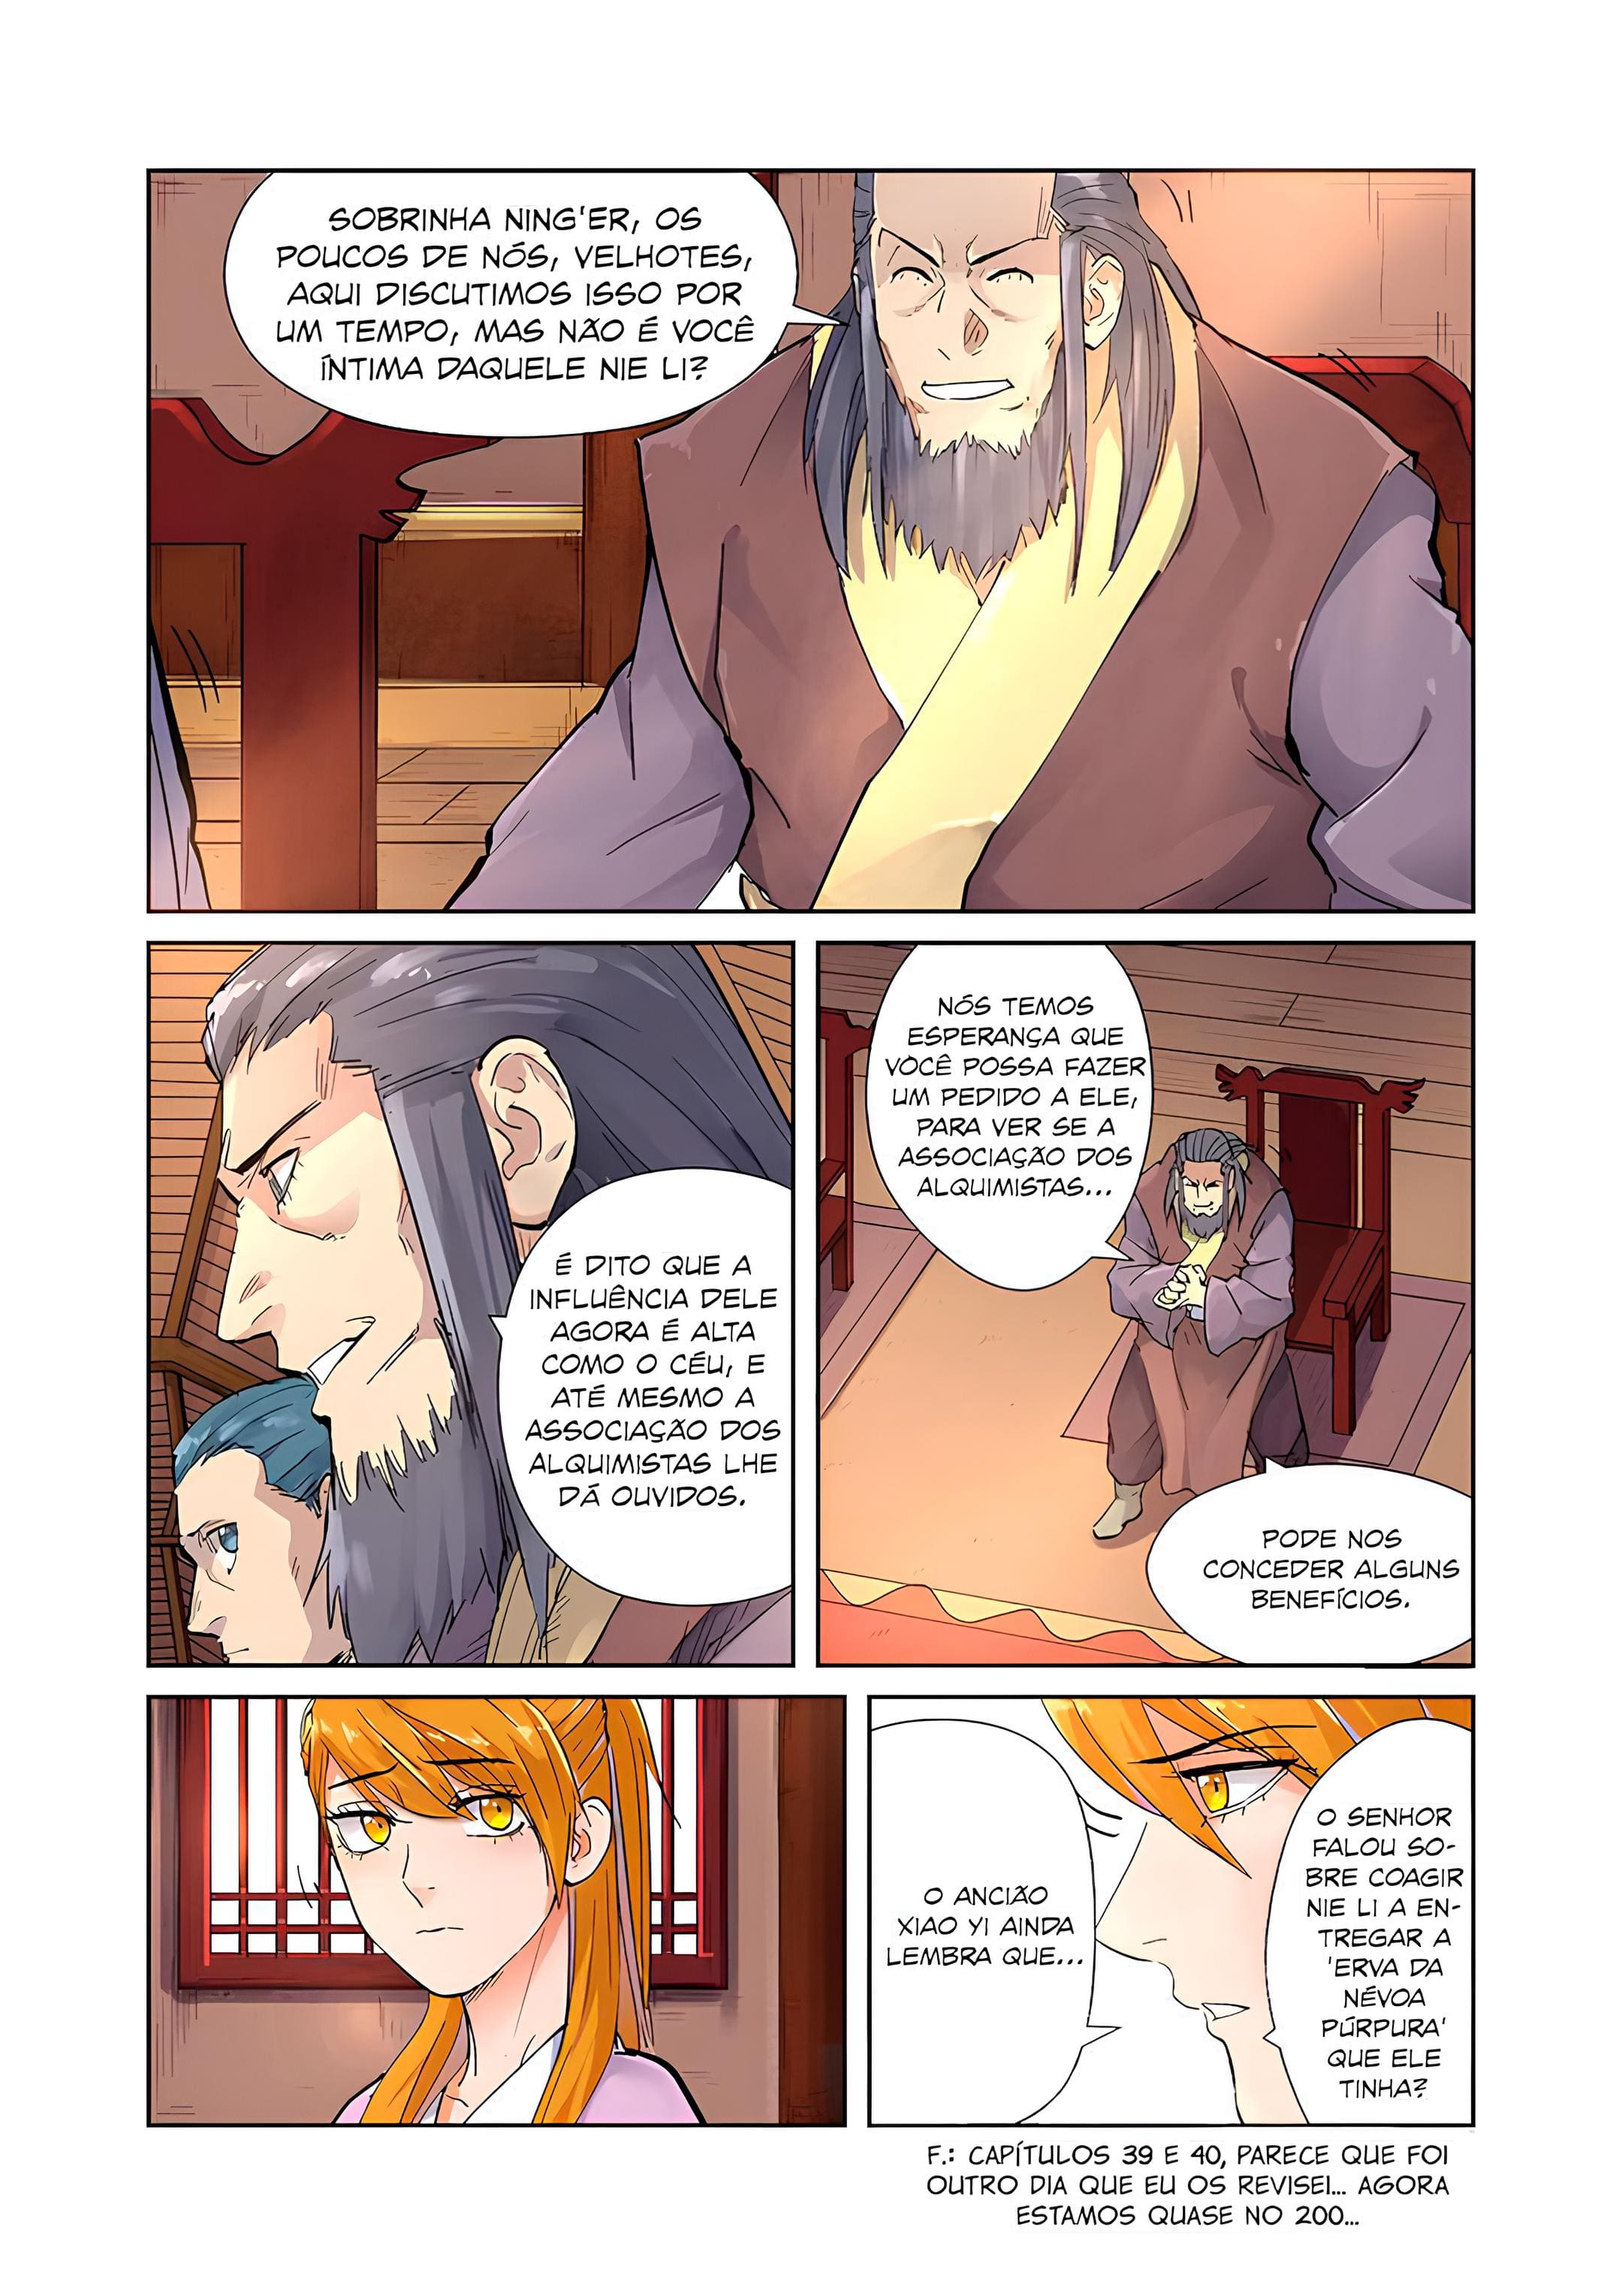 SOBRINHA NING'ER, OS
POUCOS DE NÓS, VELHOTES,
AQUI DISCUTIMOS ISSO POR
UM TEMPO, MAS NÃO É VOCÊ
ÍNTIMA DAQUELE NIE LI?
É DITO QUE A
INFLUÊNCIA DELE
AGORA É ALTA
COMO O CÉU, E
ATÉ MESMO A
ASSOCIAÇÃO DOS
ALQUIMISTAS LHE
DÁ OUVIDOS.
NÓS TEMOS
ESPERANÇA QUE
VOCÊ POSSA FAZER
UM PEDIDO A ELE,
PARA VER SE A
ASSOCIAÇÃO DOS
ALQUIMISTAS...
PODE NOS
CONCEDER ALGUNS
BENEFÍCIOS.
O ANCIÃO
XIAO YI AINDA
LEMBRA QUE...
O SENHOR
FALOU SO-
BRE COAGIR
NIE LI A EN-
TREGAR A
'ERVA DA
NÉVOA
PÚRPURA'
QUE ELE
TINHA?
F.: CAPÍTULOS 39 E 40, PARECE QUE FOI
OUTRO DIA QUE EU OS REVISEI... AGORA
ESTAMOS QUASE NO 200...